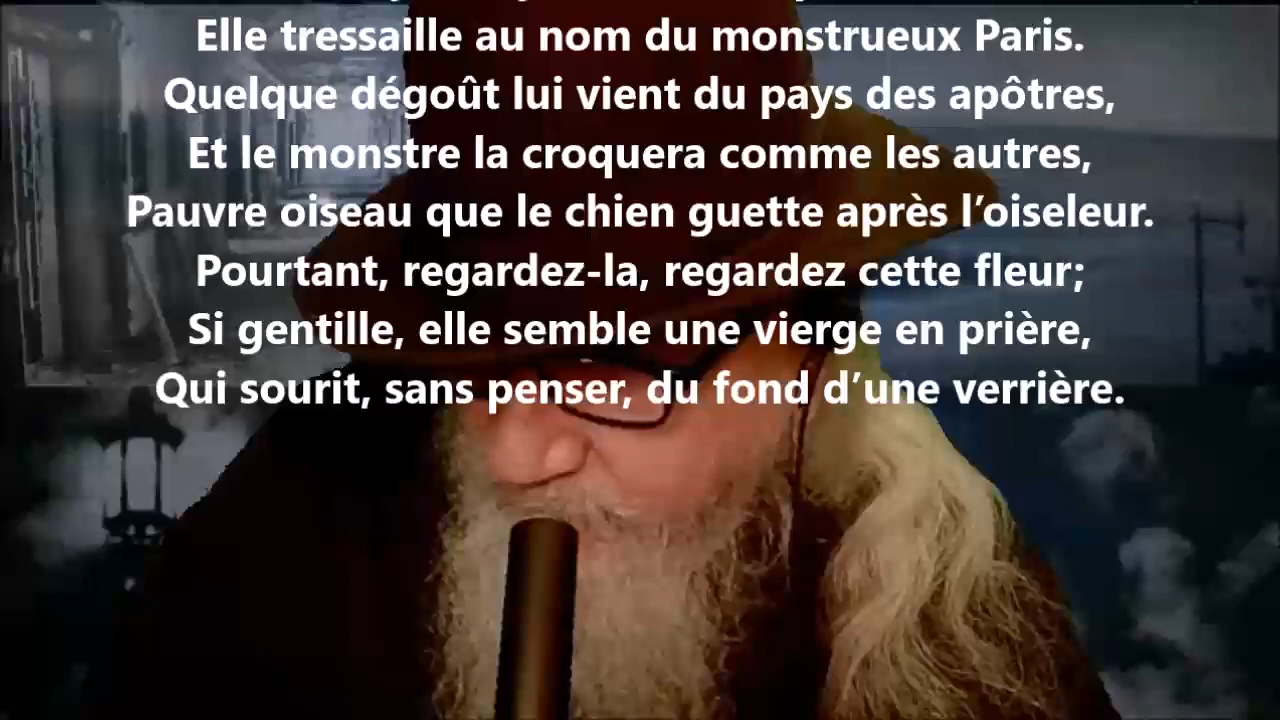 Elle tressaille au nom du monstrueux Paris.
Quelque dégoût lui vient du pays des apôtres,
Et le monstre la croquera comme les autres,
Pauvre oiseau que le chien guette après l’oiseleur.
Pourtant, regardez-la, regardez cette fleur;
Si gentille, elle semble une vierge en prière,
Qui sourit, sans penser, du fond d’une verrière.